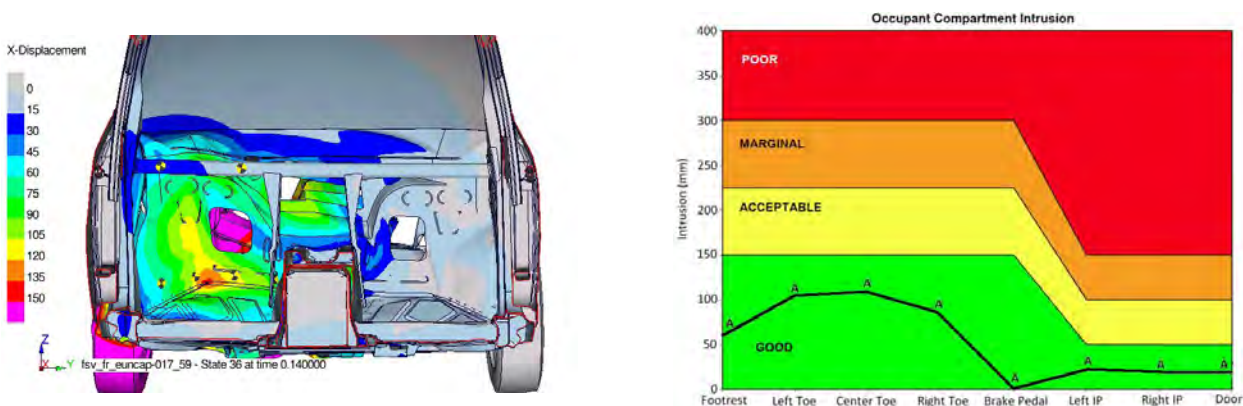 X-Displacement
0
15
30
45
60
75
90
105
120
135
150
Z
X
Y
fsv_fr_euncap-017_59 - State 36 at time 0.140000
Occupant Compartment Intrusion
Intrusion (mm)
400
350
300
250
200
150
100
50
0
POOR
MARGINAL
ACCEPTABLE
GOOD
A
A
A
A
A
A
A
A
Footrest Left Toe Center Toe Right Toe Brake Pedal Left IP Right IP Door